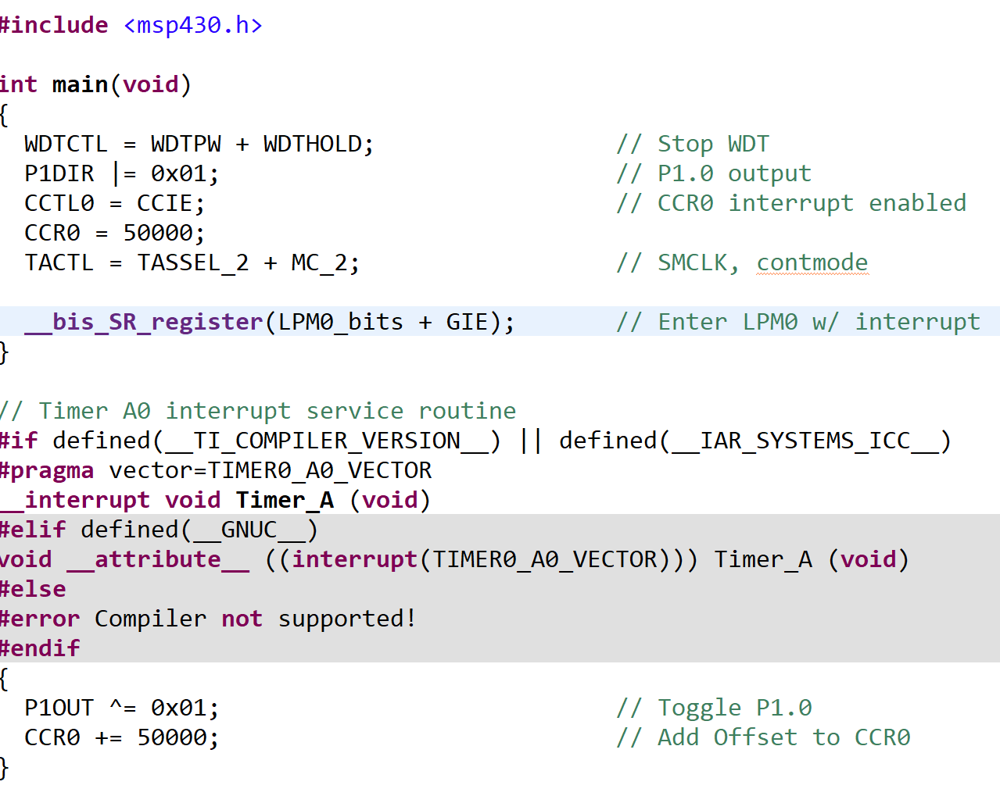 #include <msp430.h>
int main(void)
{
WDTCTL = WDTPW + WDTHOLD; // Stop WDT
P1DIR |= 0x01; // P1.0 output
CCTL0 = CCIE; // CCR0 interrupt enabled
CCR0 = 50000;
TACTL = TASSEL_2 + MC_2; // SMCLK, contmode
__bis_SR_register(LPM0_bits + GIE); // Enter LPM0 w/ interrupt
}
// Timer A0 interrupt service routine
#if defined(__TI_COMPILER_VERSION__) || defined(__IAR_SYSTEMS_ICC__)
#pragma vector=TIMER0_A0_VECTOR
__interrupt void Timer_A (void)
#elif defined(__GNUC__)
void __attribute__ ((interrupt(TIMER0_A0_VECTOR))) Timer_A (void)
#else
#error Compiler not supported!
#endif
{
P1OUT ^= 0x01; // Toggle P1.0
CCR0 += 50000; // Add Offset to CCR0
}